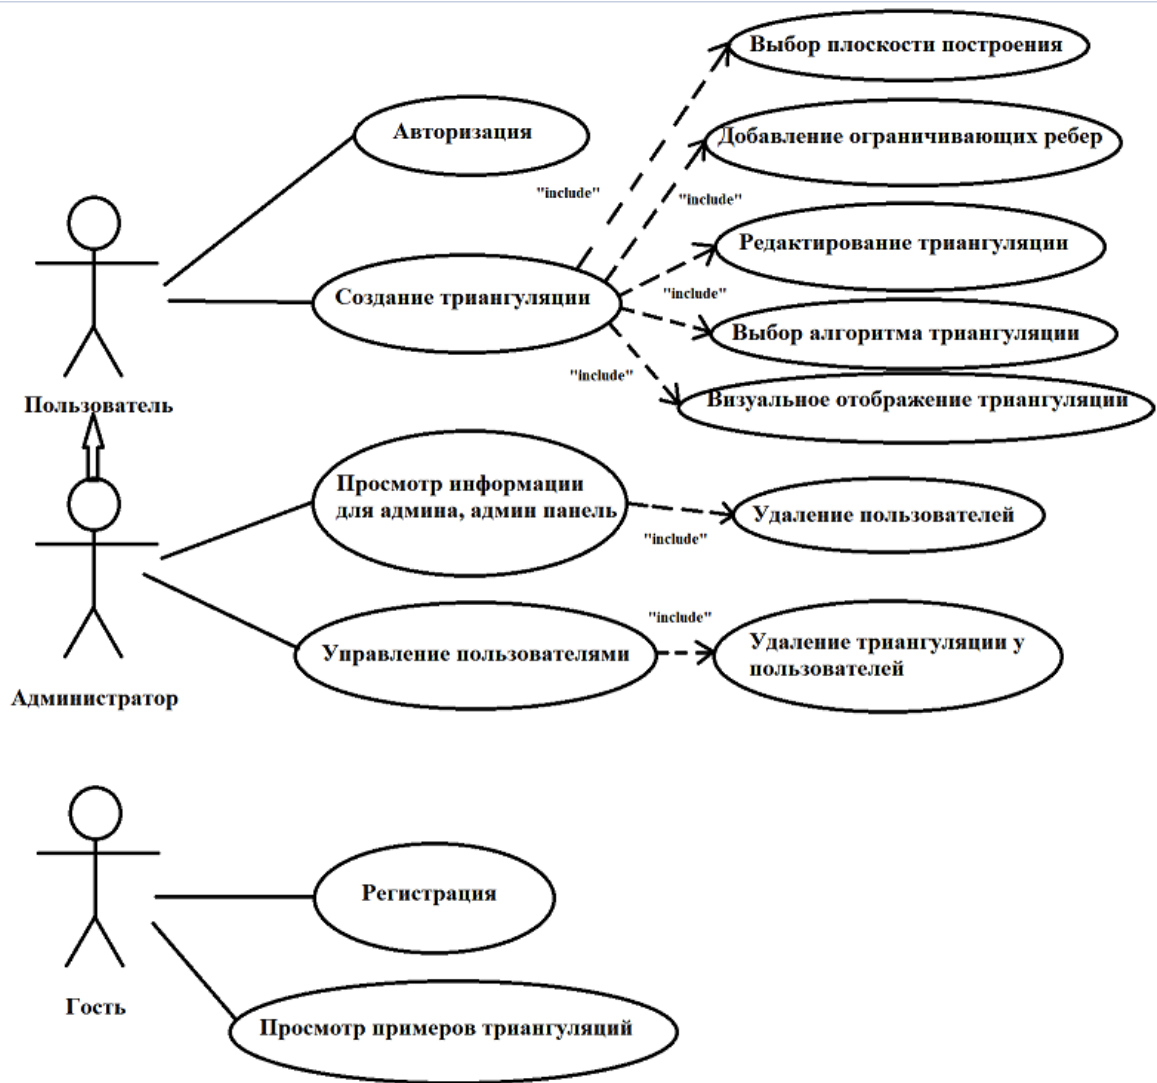 Выбор плоскости построения
Авторизация
Добавление ограничивающих ребер
"include"
"include"
Редактирование триангуляции
Создание триангуляции
"include"
Выбор алгоритма триангуляции
"include"
Визуальное отображение триангуляции
Пользователь
Просмотр информации
для админа, админ панель
Удаление пользователей
"include"
"include"
Управление пользователями
Удаление триангуляции у
пользователей
Администратор
Регистрация
Гость
Просмотр примеров триангуляций